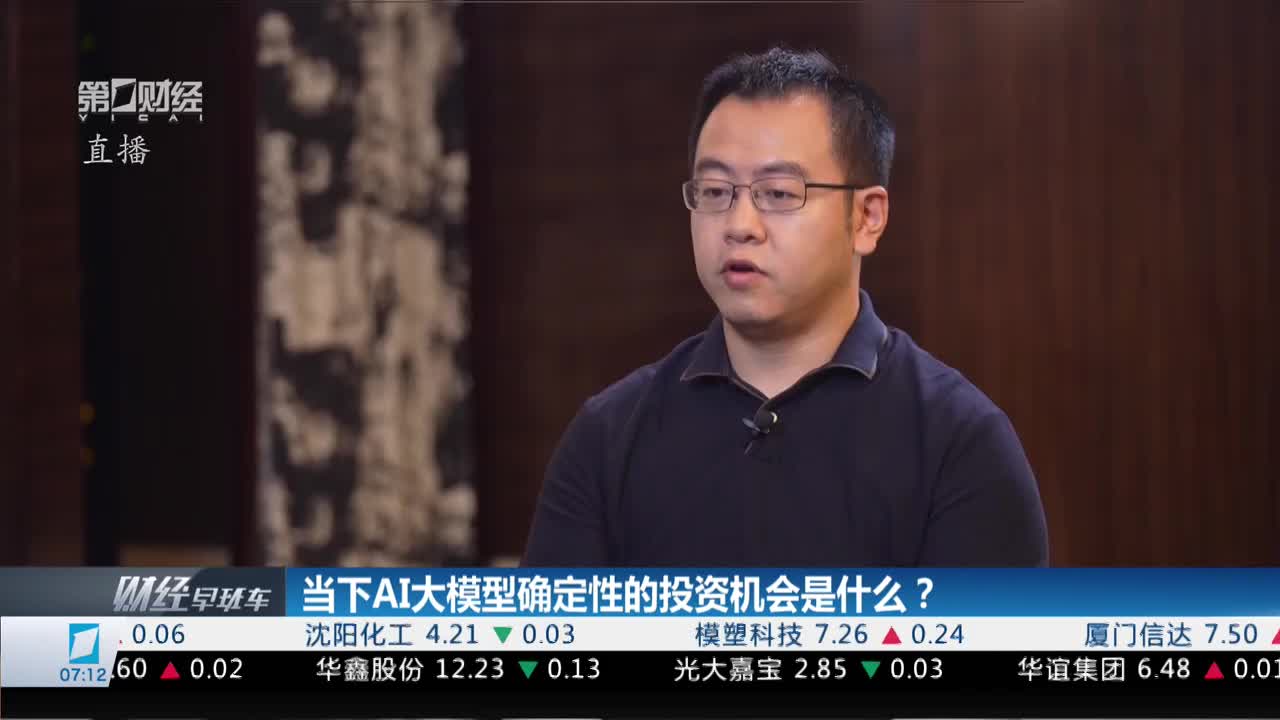 第一财经
YICAI
直播
财经早班车
当下AI大模型确定性的投资机会是什么？
0.06 沈阳化工 4.21 ▼ 0.03 模塑科技 7.26 ▲ 0.24 厦门信达 7.50
07:12
.60 ▲ 0.02 华鑫股份 12.23 ▼ 0.13 光大嘉宝 2.85 ▼ 0.03 华谊集团 6.48 ▲ 0.01